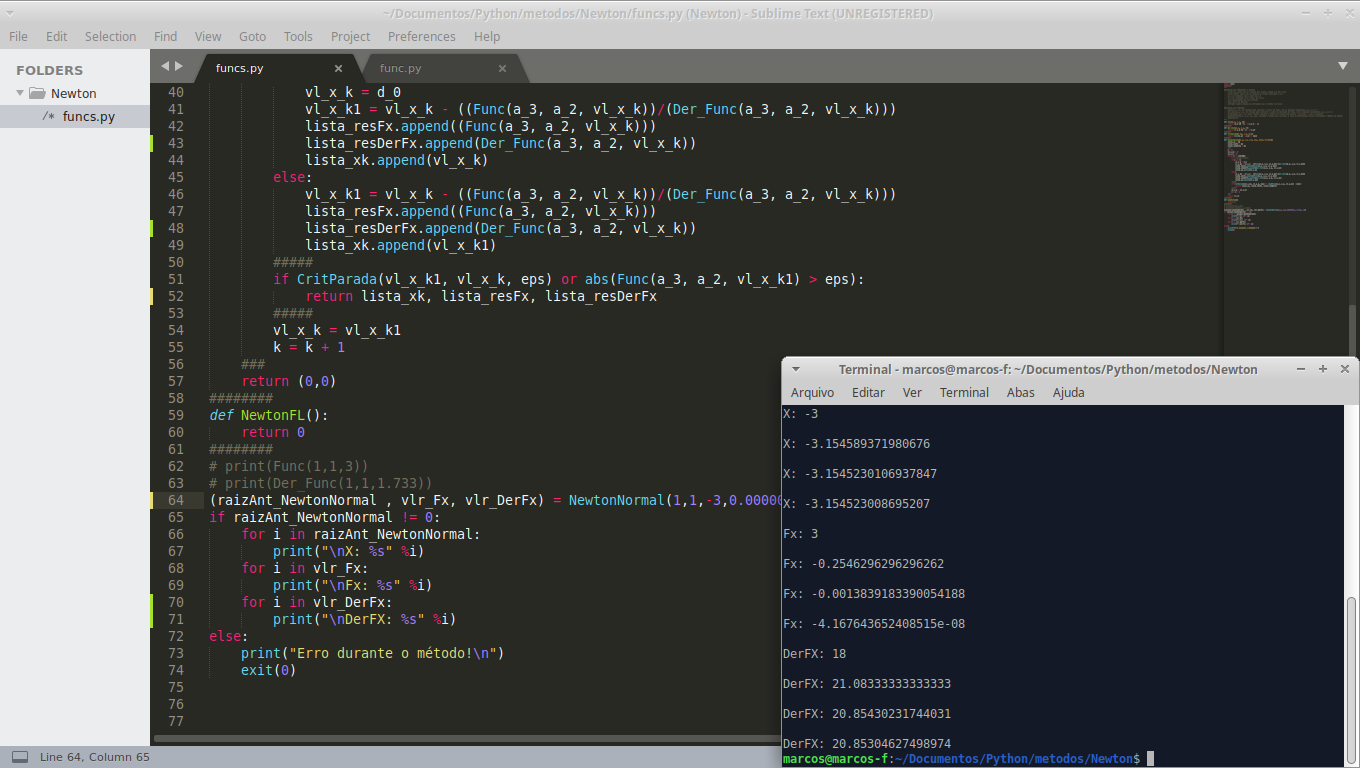 ~/Documentos/Python/metodos/Newton/funcs.py (Newton) - Sublime Text (UNREGISTERED)
File Edit Selection Find View Goto Tools Project Preferences Help
FOLDERS
Newton
/* funcs.py
funcs.py × func.py ×
40 vl_x_k = d_0
41 vl_x_k1 = vl_x_k - ((Func(a_3, a_2, vl_x_k))/(Der_Func(a_3, a_2, vl_x_k)))
42 lista_resFx.append((Func(a_3, a_2, vl_x_k)))
43 lista_resDerFx.append(Der_Func(a_3, a_2, vl_x_k))
44 lista_xk.append(vl_x_k)
45 else:
46 vl_x_k1 = vl_x_k - ((Func(a_3, a_2, vl_x_k))/(Der_Func(a_3, a_2, vl_x_k)))
47 lista_resFx.append((Func(a_3, a_2, vl_x_k)))
48 lista_resDerFx.append(Der_Func(a_3, a_2, vl_x_k))
49 lista_xk.append(vl_x_k1)
50 #####
51 if CritParada(vl_x_k1, vl_x_k, eps) or abs(Func(a_3, a_2, vl_x_k1) > eps):
52 return lista_xk, lista_resFx, lista_resDerFx
53 #####
54 vl_x_k = vl_x_k1
55 k = k + 1
56 ###
57 return (0,0)
58 ########
59 def NewtonFL():
60 return 0
61 ########
62 # print(Func(1,1,3))
63 # print(Der_Func(1,1,1.733))
64 (raizAnt_NewtonNormal , vlr_Fx, vlr_DerFx) = NewtonNormal(1,1,-3,0.00000
65 if raizAnt_NewtonNormal != 0:
66 for i in raizAnt_NewtonNormal:
67 print("\nX: %s" %i)
68 for i in vlr_Fx:
69 print("\nFx: %s" %i)
70 for i in vlr_DerFx:
71 print("\nDerFX: %s" %i)
72 else:
73 print("Erro durante o método!\n")
74 exit(0)
75
76
77
Line 64, Column 65
Terminal - marcos@marcos-f: ~/Documentos/Python/metodos/Newton
Arquivo Editar Ver Terminal Abas Ajuda
X: -3
X: -3.154589371980676
X: -3.1545230106937847
X: -3.154523008695207
Fx: 3
Fx: -0.2546296296296262
Fx: -0.0013839183390054188
Fx: -4.167643652408515e-08
DerFX: 18
DerFX: 21.08333333333333
DerFX: 20.85430231744031
DerFX: 20.85304627498974
marcos@marcos-f:~/Documentos/Python/metodos/Newton$